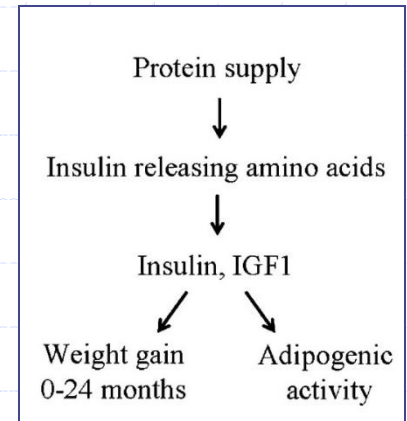 Protein supply
Insulin releasing amino acids
Insulin, IGF1
Weight gain
0-24 months
Adipogenic
activity